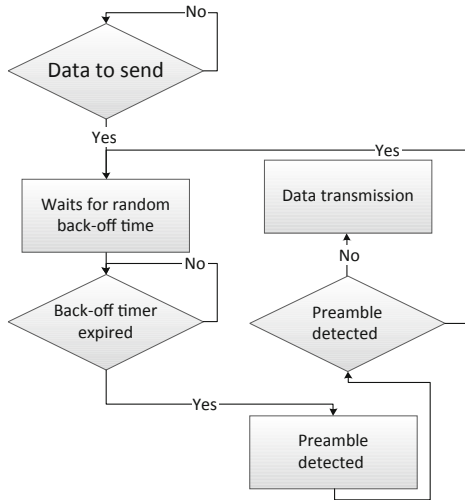 No
Data to send
Yes
Yes
Waits for random
back-off time
Data transmission
No
No
Back-off timer
expired
Preamble
detected
Yes
Preamble
detected